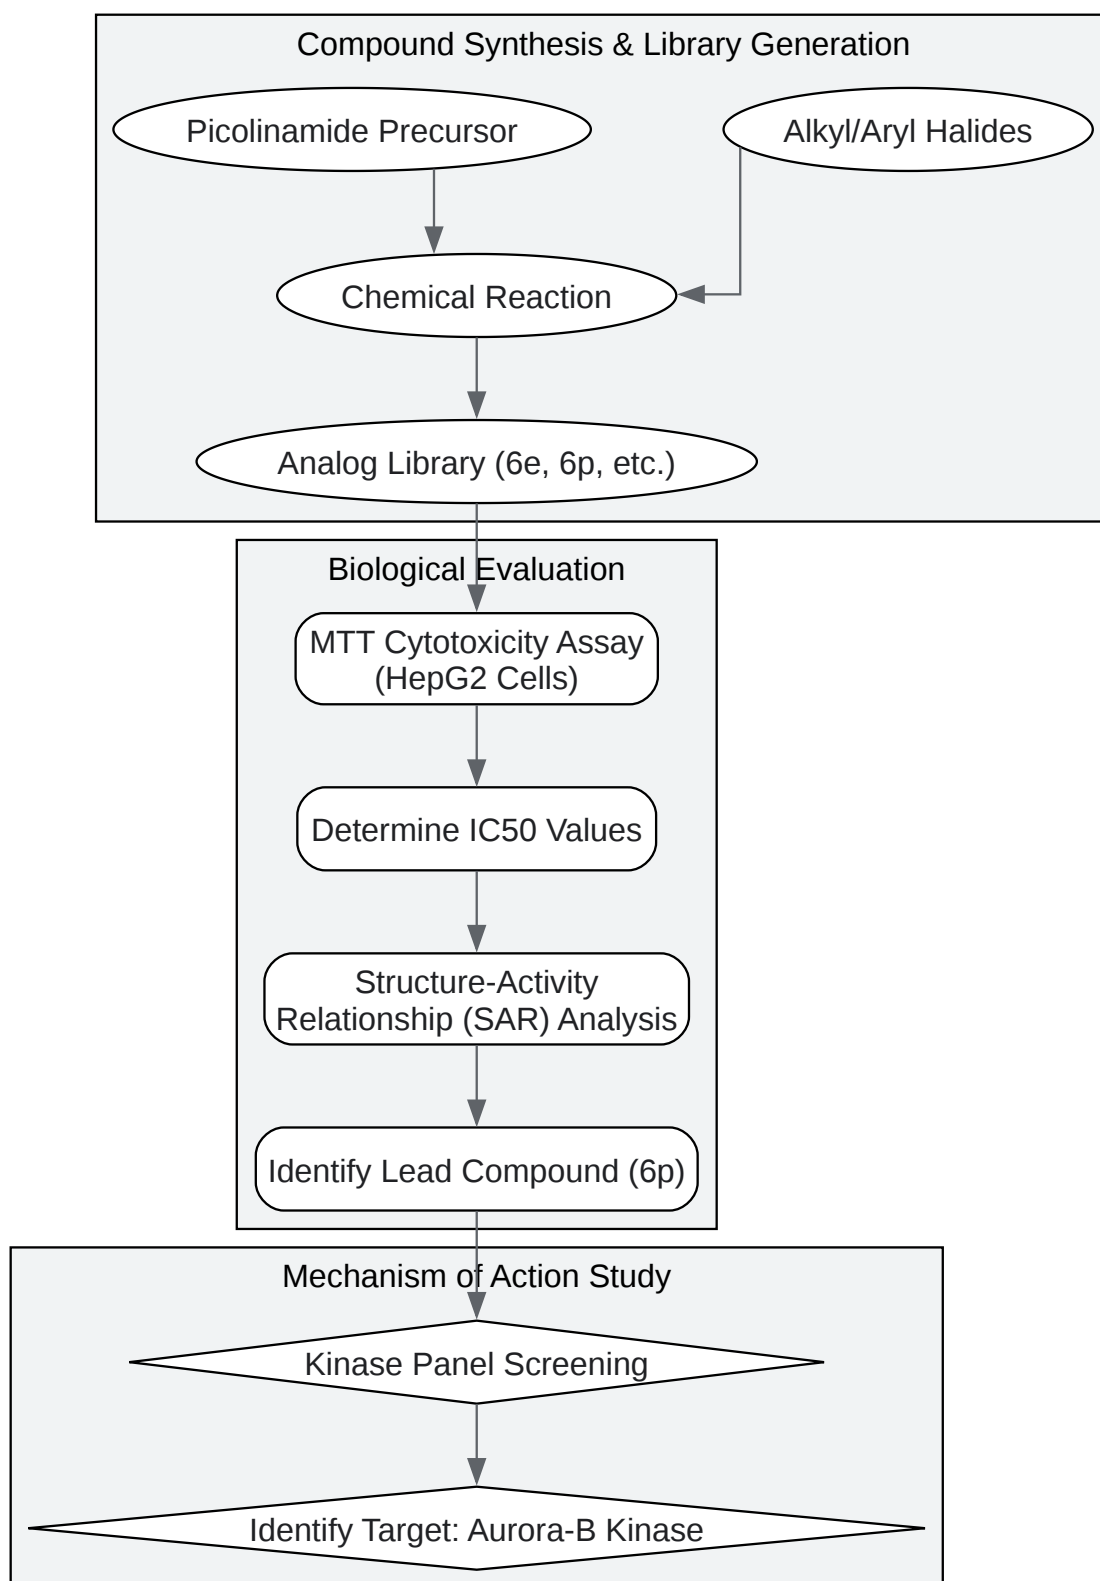 Compound Synthesis & Library Generation
Picolinamide Precursor
Alkyl/Aryl Halides
Chemical Reaction
Analog Library (6e, 6p, etc.)
Biological Evaluation
MTT Cytotoxicity Assay
(HepG2 Cells)
Determine IC50 Values
Structure-Activity
Relationship (SAR) Analysis
Identify Lead Compound (6p)
Mechanism of Action Study
Kinase Panel Screening
Identify Target: Aurora-B Kinase